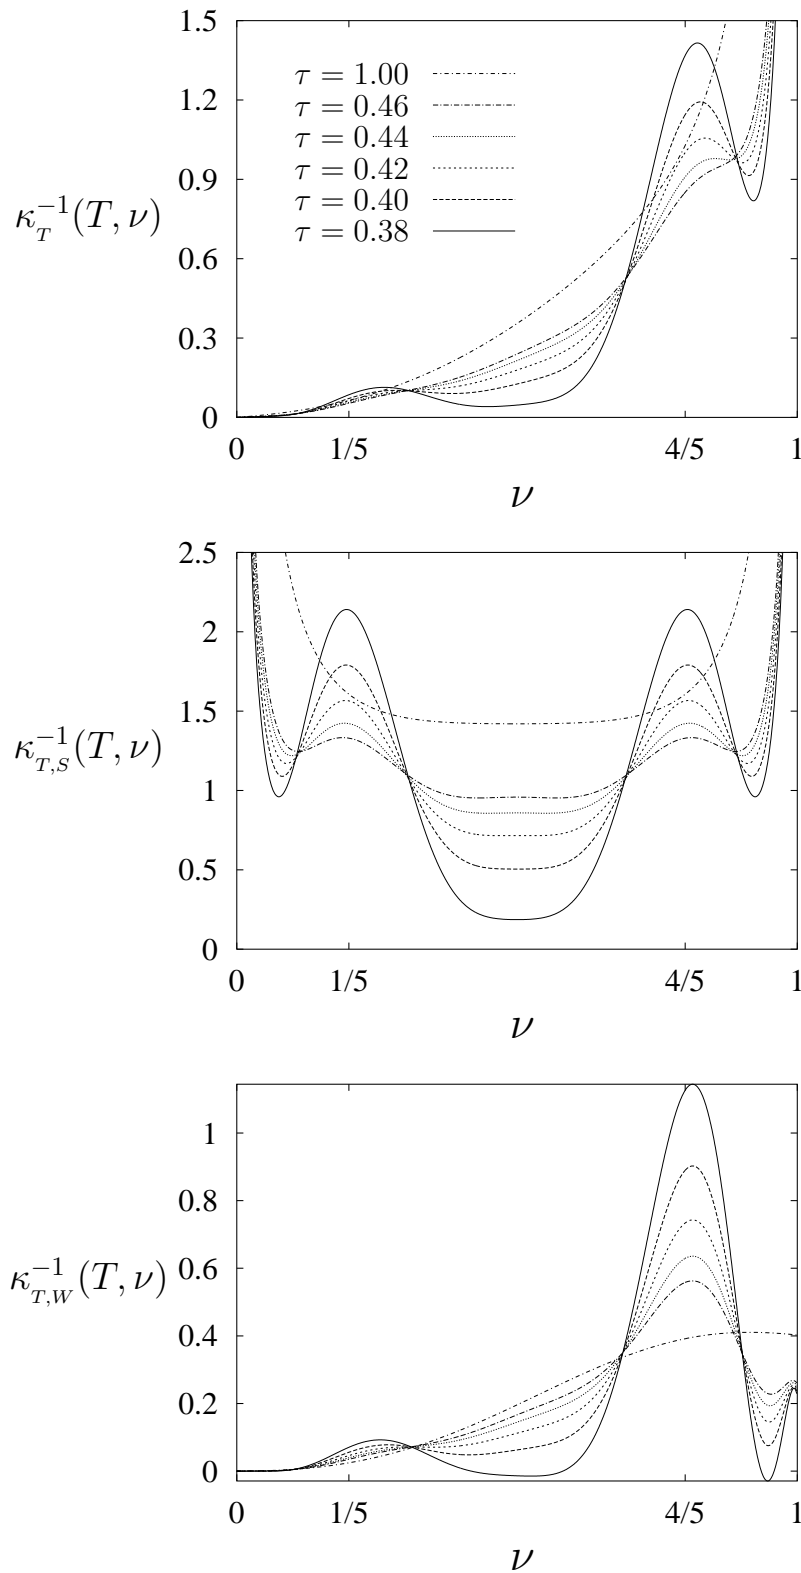 1.5
1.2
0.9
0.6
0.3
0
κ_T^{-1}(T, ν)
τ = 1.00
τ = 0.46
τ = 0.44
τ = 0.42
τ = 0.40
τ = 0.38
0 1/5 4/5 1
ν
2.5
2
1.5
1
0.5
0
κ_{T,S}^{-1}(T, ν)
0 1/5 4/5 1
ν
1
0.8
0.6
0.4
0.2
0
κ_{T,W}^{-1}(T, ν)
0 1/5 4/5 1
ν